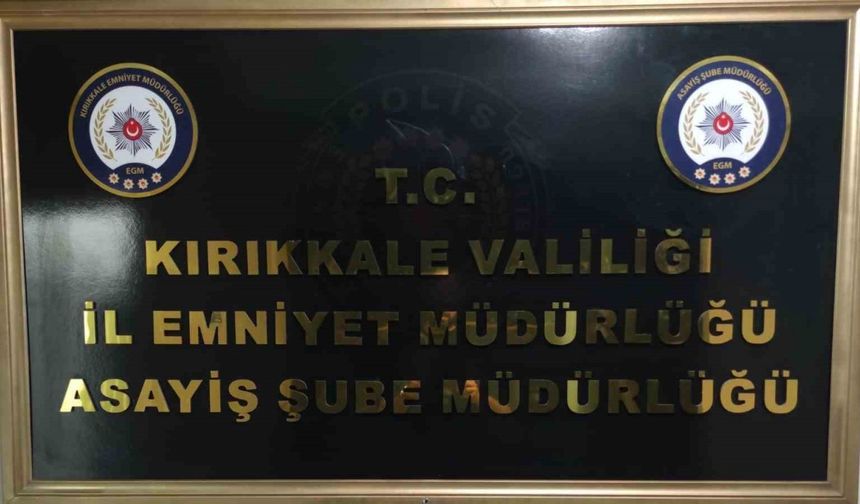 KIRIKKALE EMNİYET MÜDÜRLÜĞÜ
EGM
ASAYİŞ ŞUBE MÜDÜRLÜĞÜ
EGM
POLİS
T.C.
KIRIKKALE VALİLİĞİ
İL EMNİYET MÜDÜRLÜĞÜ
ASAYİŞ ŞUBE MÜDÜRLÜĞÜ